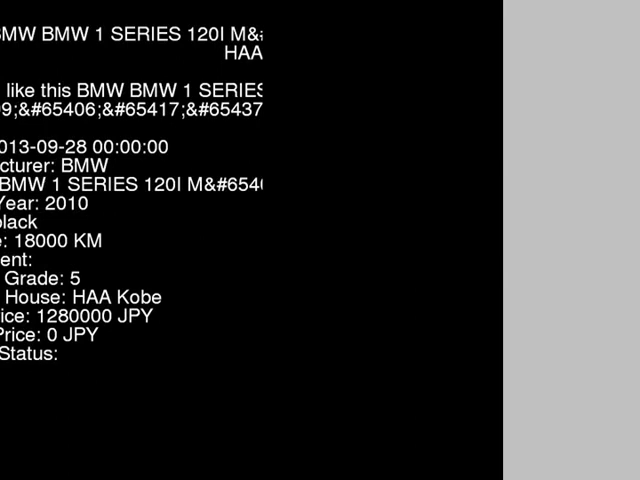 BMW BMW 1 SERIES 120I M&#
HAA
like this BMW BMW 1 SERIES
9;&#65406;&#65417;&#65437
013-09-28 00:00:00
cturer: BMW
BMW 1 SERIES 120I M&#654
Year: 2010
black
: 18000 KM
ent:
Grade: 5
House: HAA Kobe
ice: 1280000 JPY
Price: 0 JPY
Status: